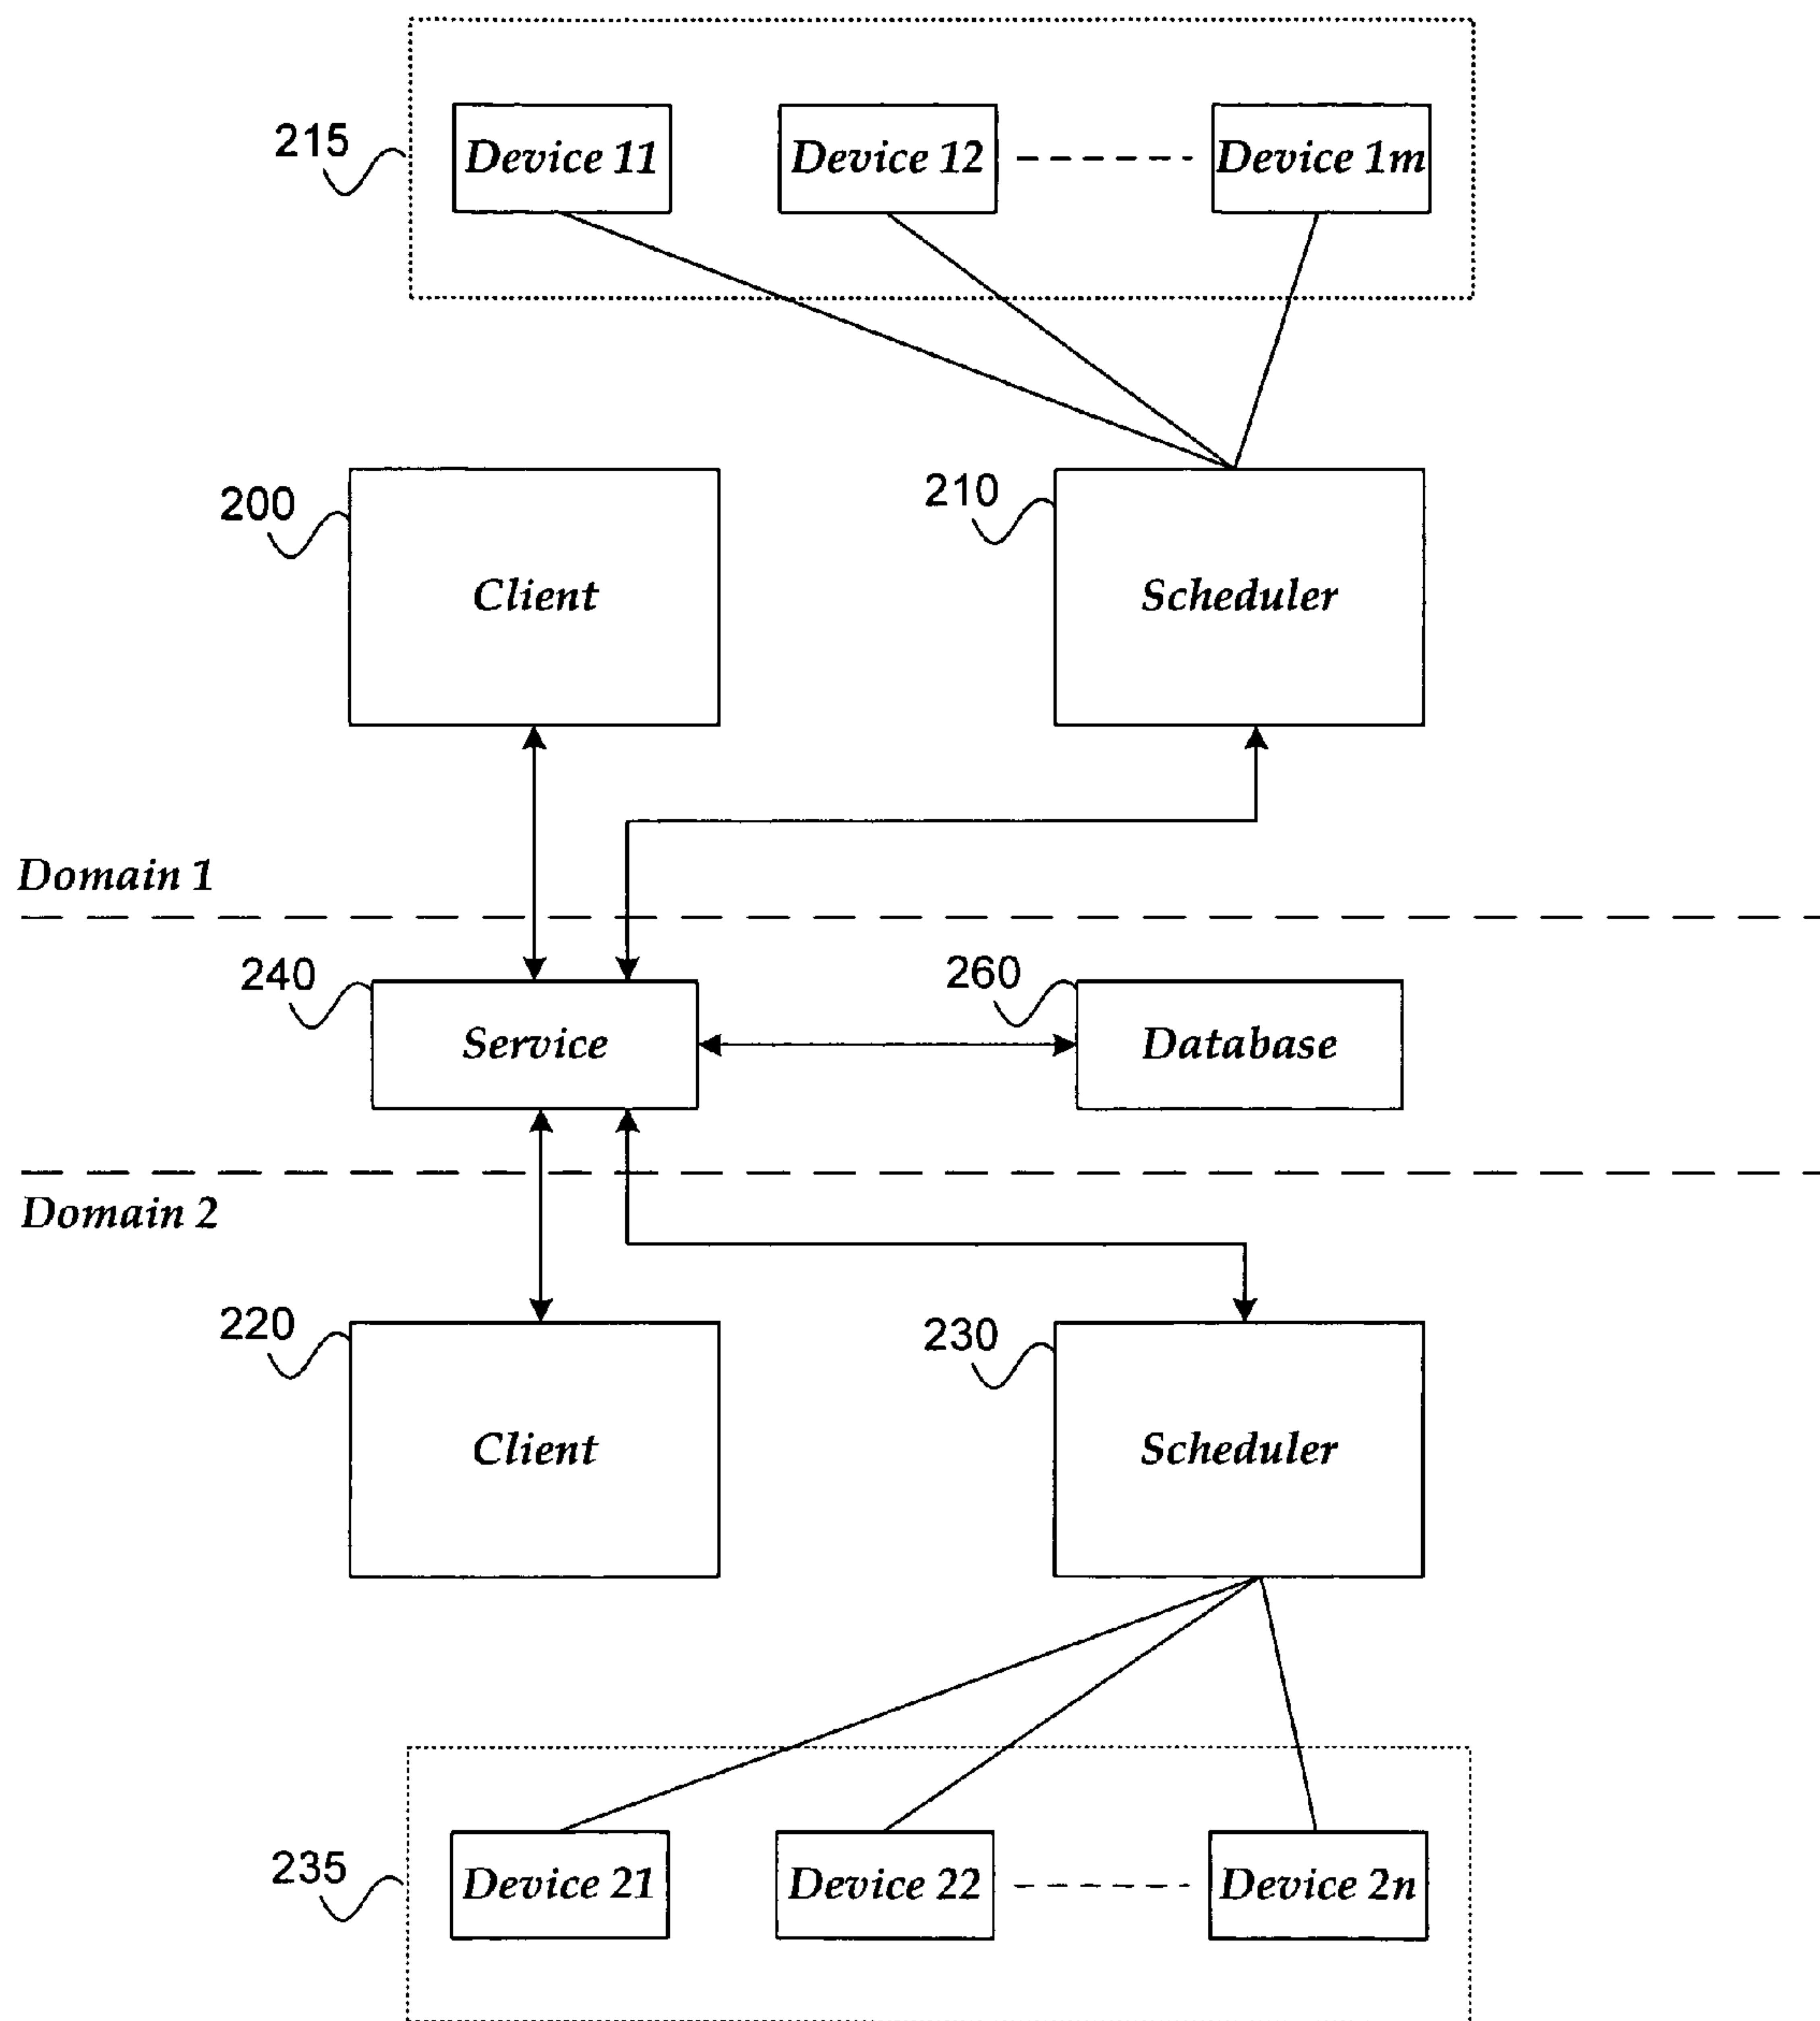 215
Device 11
Device 12
Device 1m
200
Client
210
Scheduler
Domain 1
240
Service
260
Database
Domain 2
220
Client
230
Scheduler
235
Device 21
Device 22
Device 2n